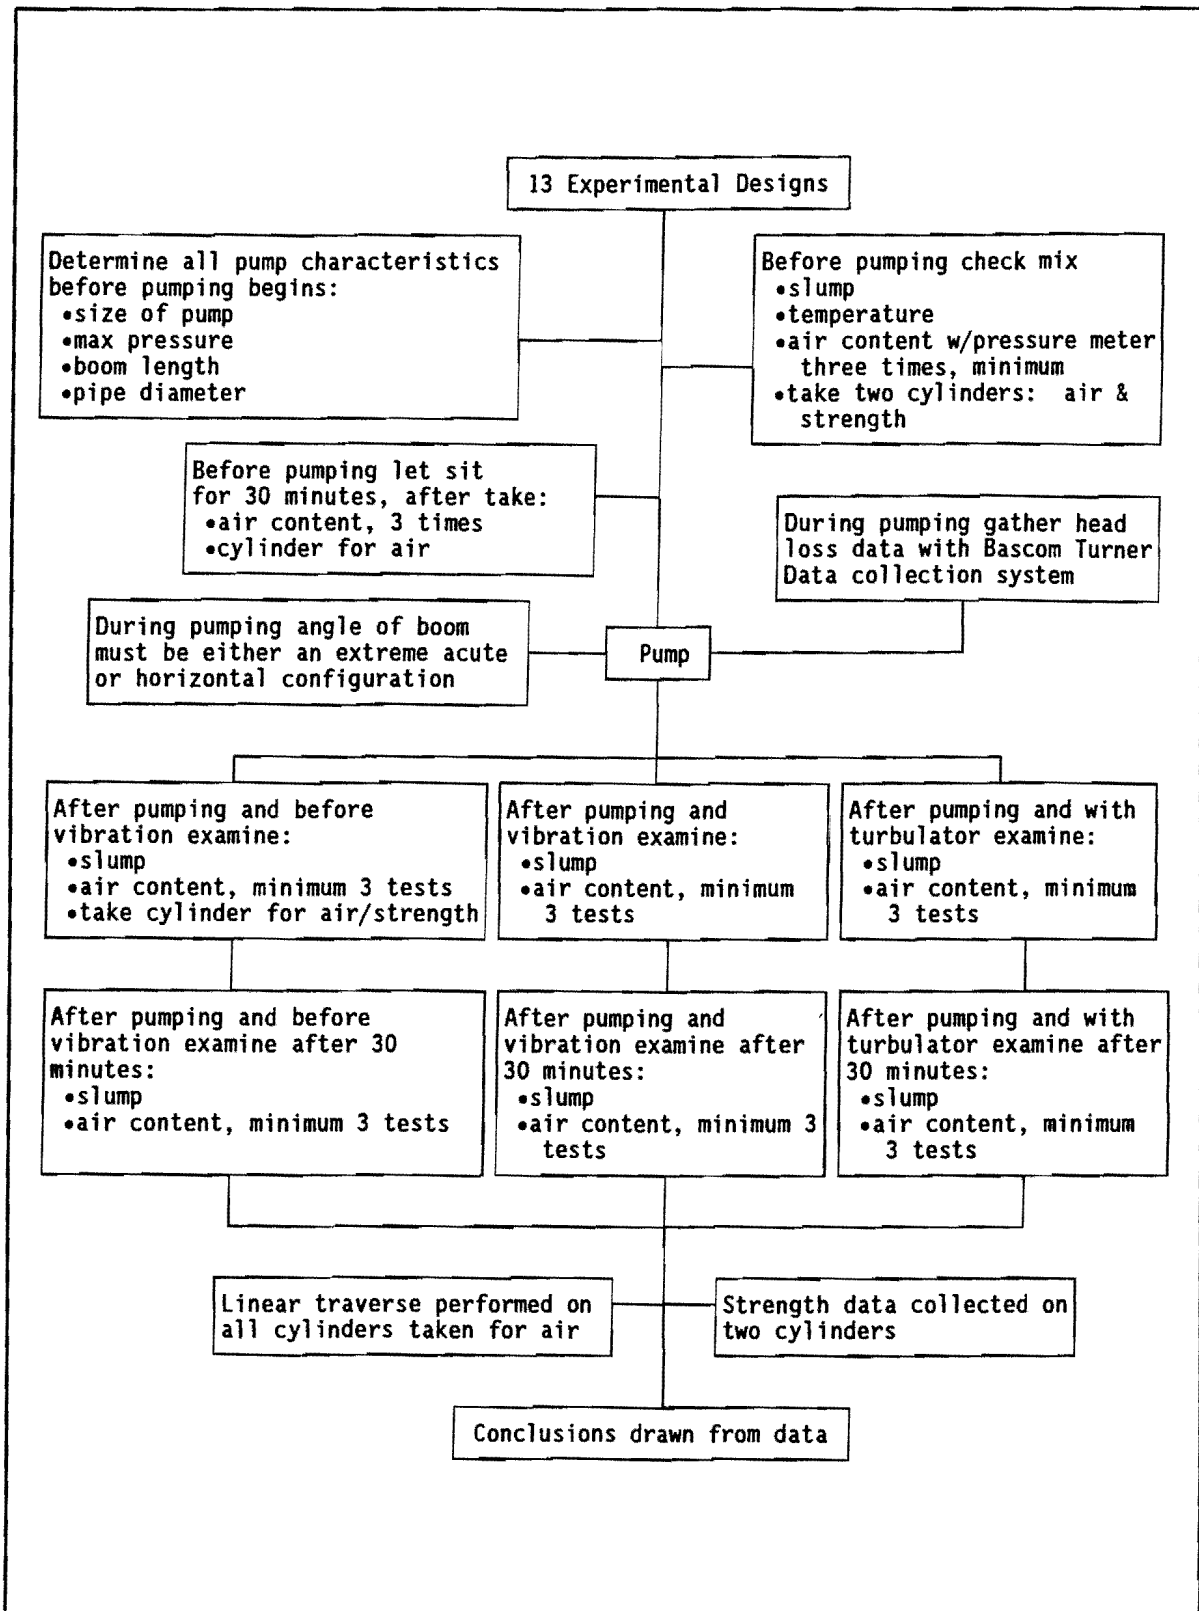 13 Experimental Designs
Determine all pump characteristics
before pumping begins:
•size of pump
•max pressure
•boom length
•pipe diameter
Before pumping check mix
•slump
•temperature
•air content w/pressure meter
three times, minimum
•take two cylinders: air &
strength
Before pumping let sit
for 30 minutes, after take:
•air content, 3 times
•cylinder for air
During pumping gather head
loss data with Bascom Turner
Data collection system
During pumping angle of boom
must be either an extreme acute
or horizontal configuration
Pump
After pumping and before
vibration examine:
•slump
•air content, minimum 3 tests
•take cylinder for air/strength
After pumping and
vibration examine:
•slump
•air content, minimum
3 tests
After pumping and with
turbulator examine:
•slump
•air content, minimum
3 tests
After pumping and before
vibration examine after 30
minutes:
•slump
•air content, minimum 3 tests
After pumping and
vibration examine after
30 minutes:
•slump
•air content, minimum 3
tests
After pumping and with
turbulator examine after
30 minutes:
•slump
•air content, minimum
3 tests
Linear traverse performed on
all cylinders taken for air
Strength data collected on
two cylinders
Conclusions drawn from data